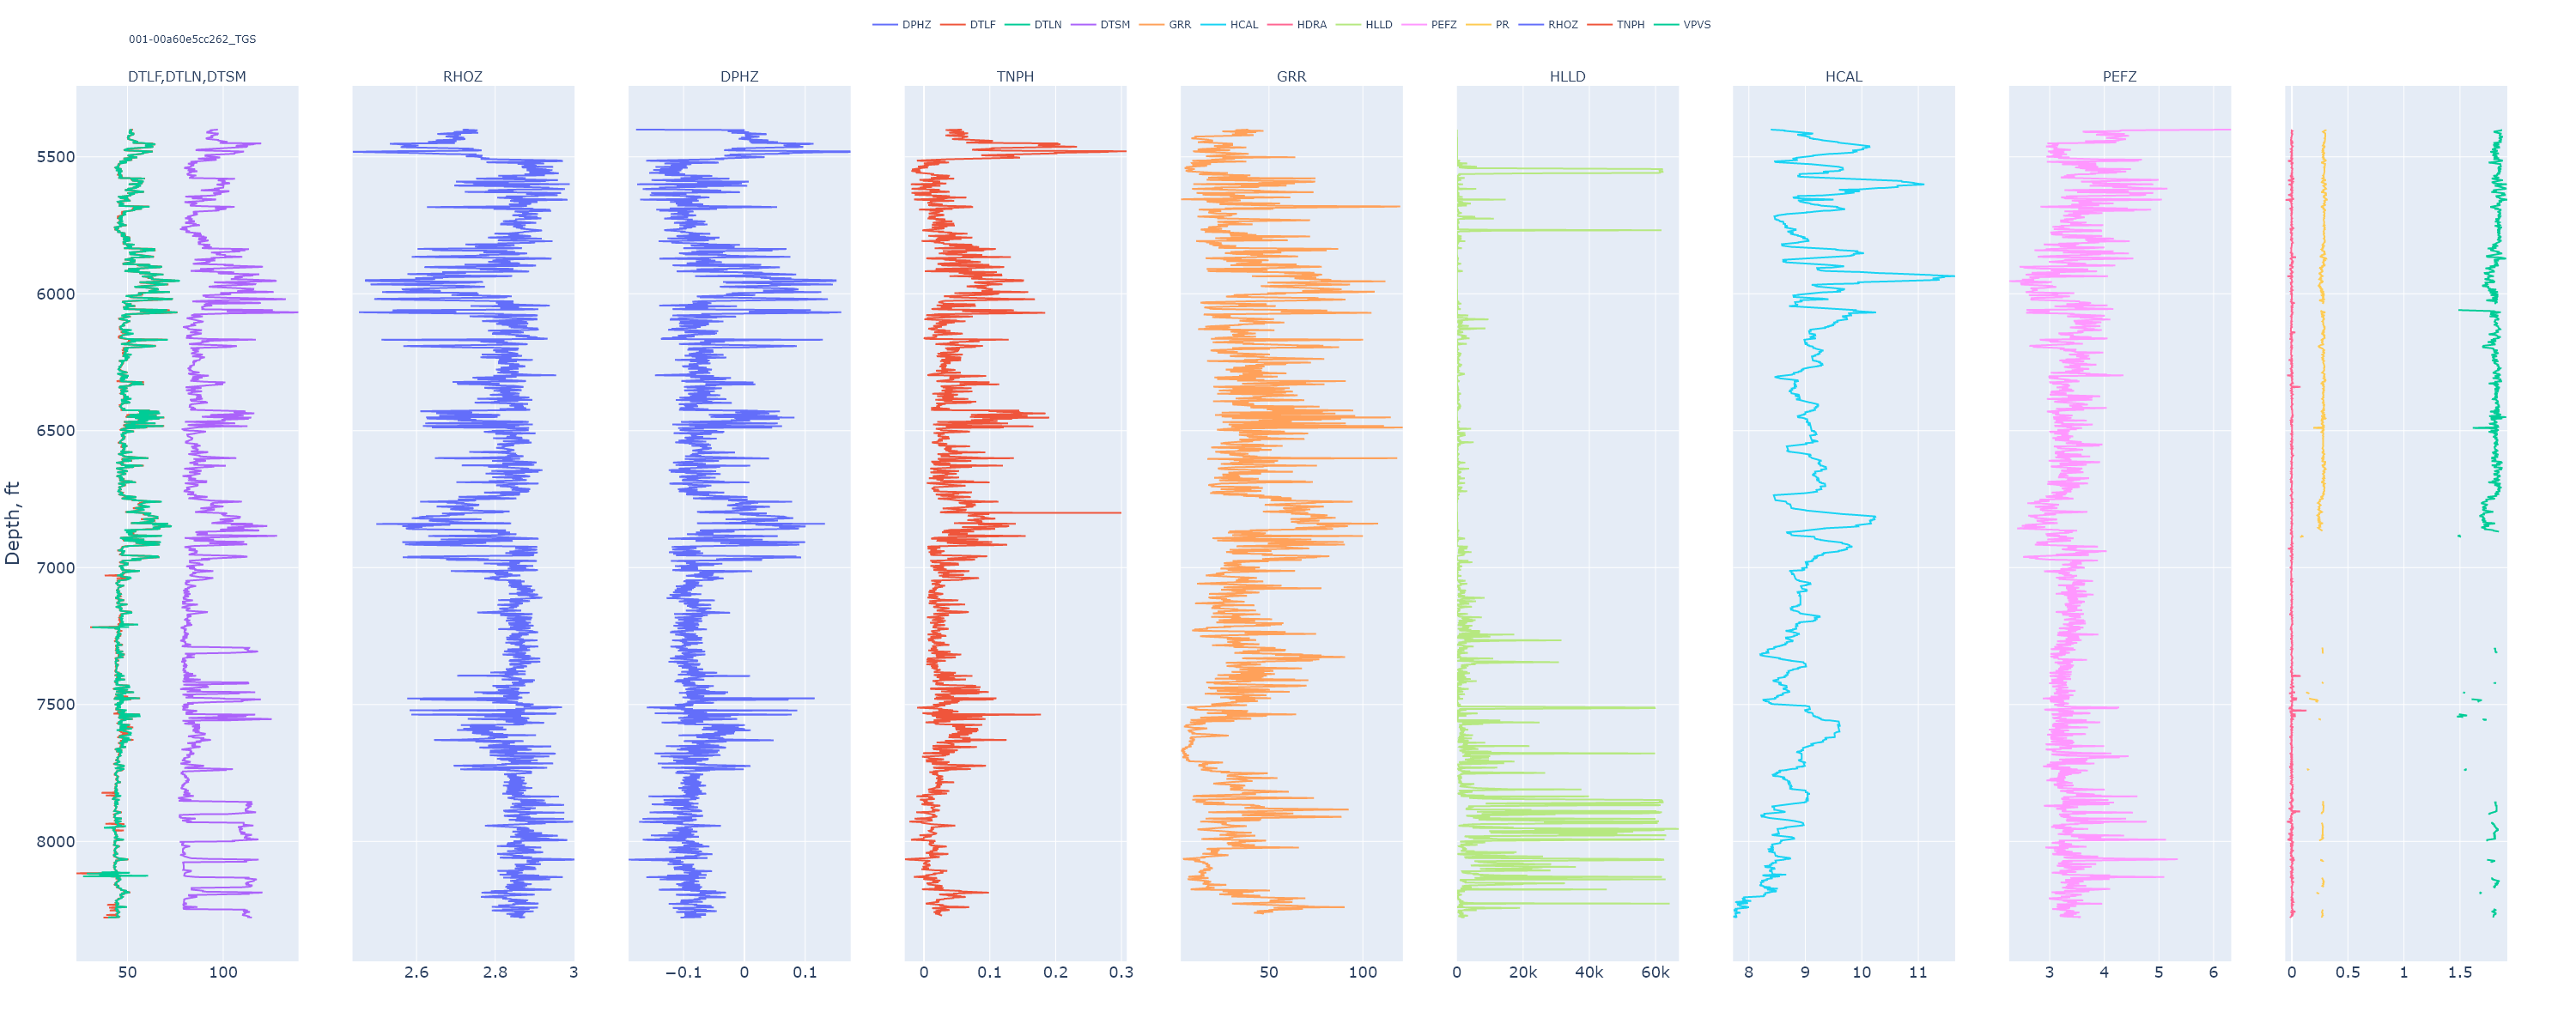 DPHZ DTLF DTLN DTSM GRR HCAL HDRA HLLD PEFZ PR RHOZ TNPH VPVS
001-00a60e5cc262_TGS
DTLF,DTLN,DTSM RHOZ DPHZ TNPH GRR HLLD HCAL PEFZ
5500
6000
6500
Depth, ft
7000
7500
8000
50 100 2.6 2.8 3 −0.1 0 0.1 0 0.1 0.2 0.3 50 100 0 20k 40k 60k 8 9 10 11 3 4 5 6 0 0.5 1 1.5